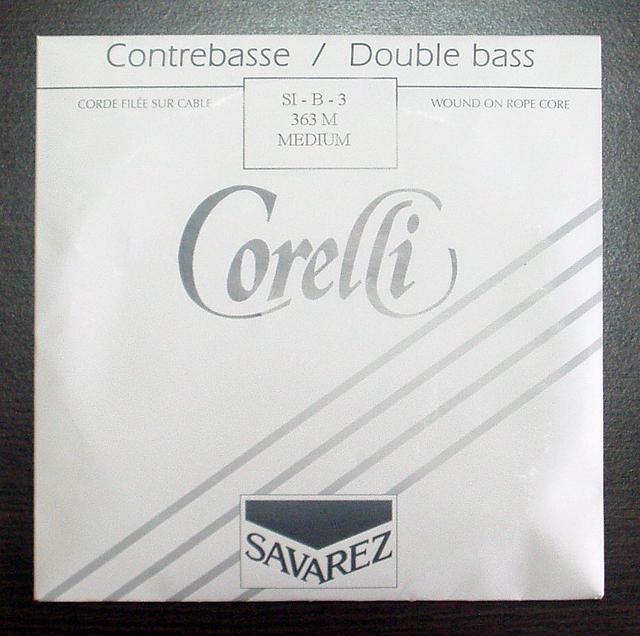 Contrebasse / Double bass
CORDE FILÉE SUR CABLE
SI - B - 3
363 M
MEDIUM
WOUND ON ROPE CORE
Corelli
SAVAREZ